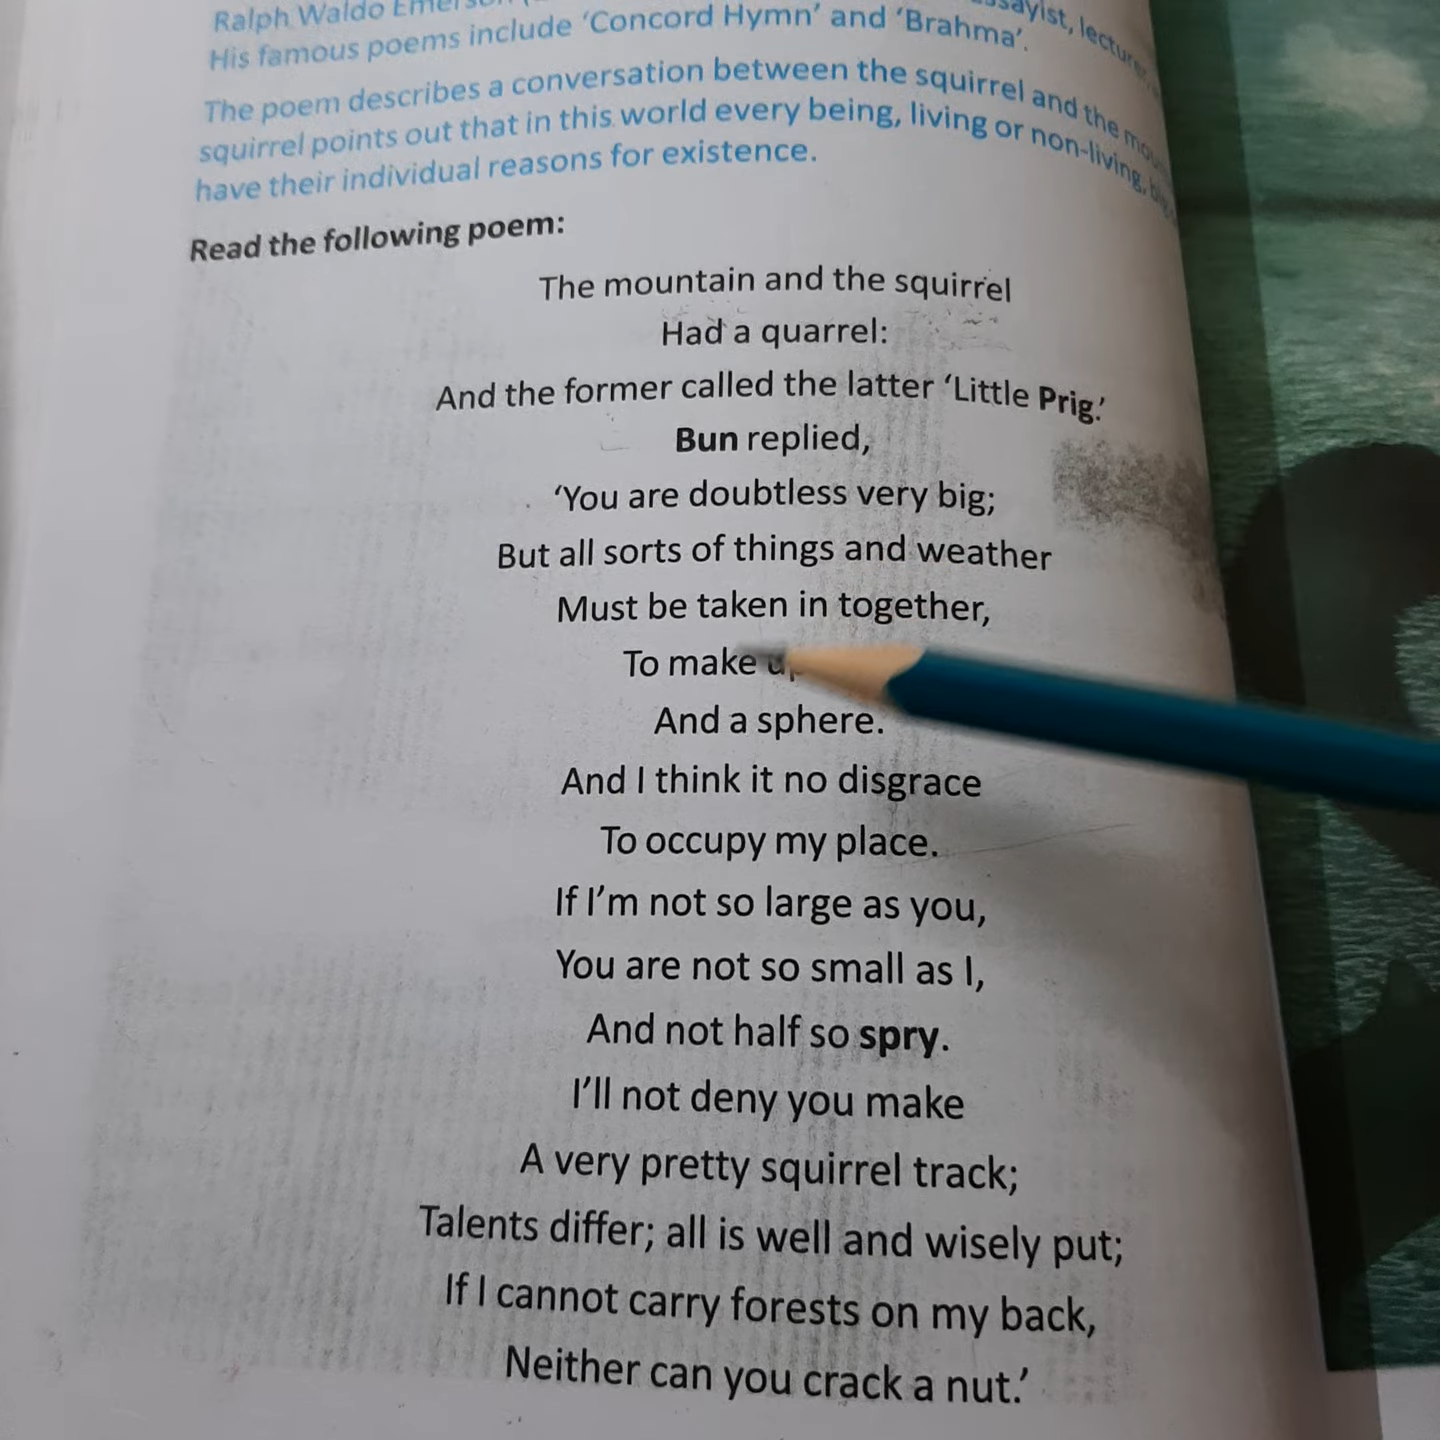 Ralph Waldo Emerson essayist, lecturer,
His famous poems include ‘Concord Hymn’ and ‘Brahma’.
The poem describes a conversation between the squirrel and the
squirrel points out that in this world every being, living or non-living,
have their individual reasons for existence.
Read the following poem:
The mountain and the squirrel
Had a quarrel:
And the former called the latter ‘Little Prig.’
Bun replied,
‘You are doubtless very big;
But all sorts of things and weather
Must be taken in together,
To make
And a sphere.
And I think it no disgrace
To occupy my place.
If I’m not so large as you,
You are not so small as I,
And not half so spry.
I’ll not deny you make
A very pretty squirrel track;
Talents differ; all is well and wisely put;
If I cannot carry forests on my back,
Neither can you crack a nut.’